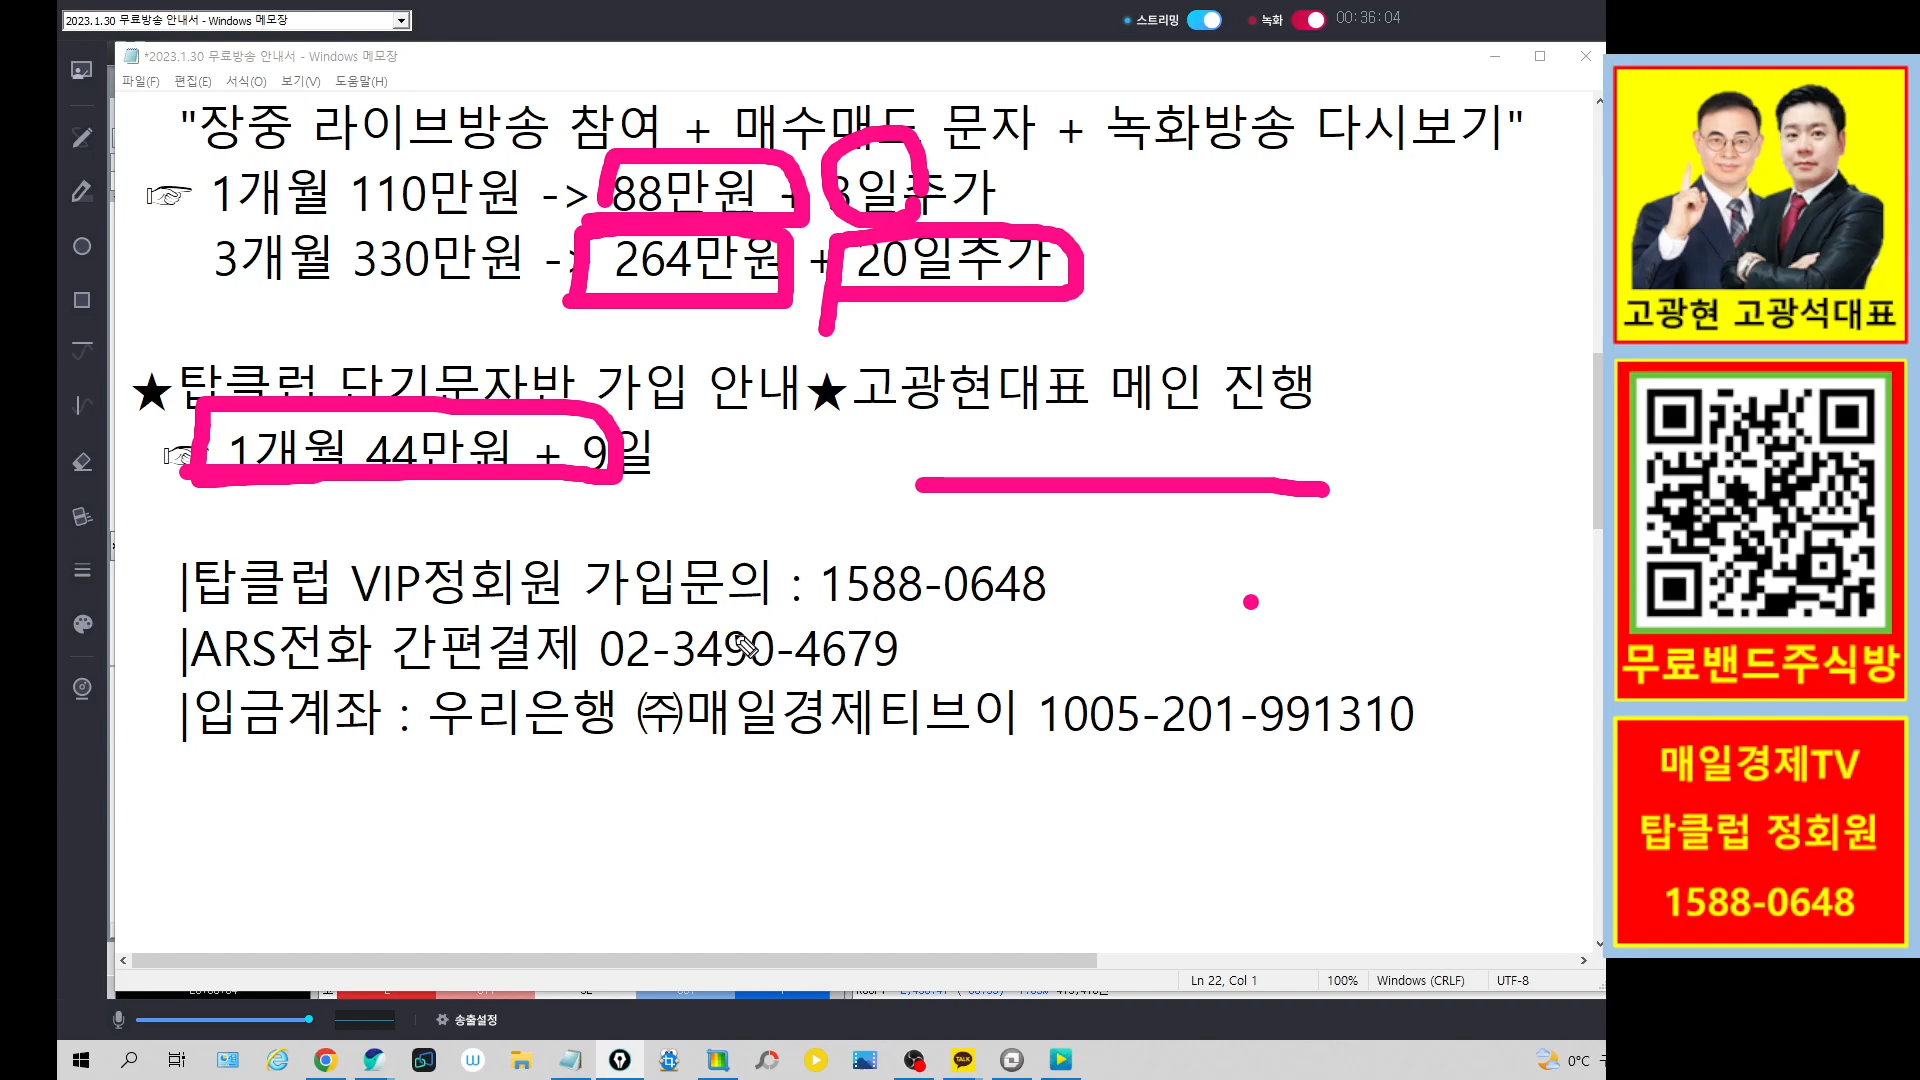 2023.1.30 무료방송 안내서 - Windows 메모장
스트리밍
녹화
00:36:04
*2023.1.30 무료방송 안내서 - Windows 메모장
파일(F) 편집(E) 서식(O) 보기(V) 도움말(H)
"장중 라이브방송 참여 + 매수매도 문자 + 녹화방송 다시보기"
☞ 1개월 110만원 -> 88만원 + 3일추가
3개월 330만원 -> 264만원 + 20일추가
★탑클럽 단기문자반 가입 안내★고광현대표 메인 진행
☞ 1개월 44만원 + 9일
|탑클럽 VIP정회원 가입문의 : 1588-0648
|ARS전화 간편결제 02-3490-4679
|입금계좌 : 우리은행 ㈜매일경제티브이 1005-201-991310
고광현 고광석대표
무료밴드주식방
매일경제TV
탑클럽 정회원
1588-0648
Ln 22, Col 1
100%
Windows (CRLF)
UTF-8
송출설정
TALK
0°C